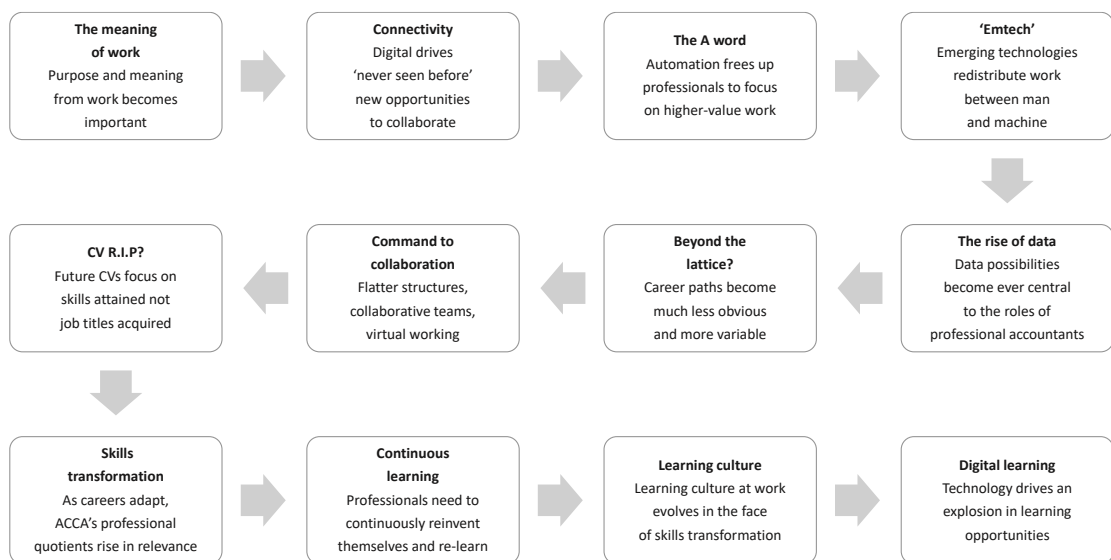 The meaning
of work
Purpose and meaning
from work becomes
important
Connectivity
Digital drives
‘never seen before’
new opportunities
to collaborate
The A word
Automation frees up
professionals to focus
on higher-value work
‘Emtech’
Emerging technologies
redistribute work
between man
and machine
The rise of data
Data possibilities
become ever central
to the roles of
professional accountants
Beyond the
lattice?
Career paths become
much less obvious
and more variable
Command to
collaboration
Flatter structures,
collaborative teams,
virtual working
CV R.I.P?
Future CVs focus on
skills attained not
job titles acquired
Skills
transformation
As careers adapt,
ACCA’s professional
quotients rise in relevance
Continuous
learning
Professionals need to
continuously reinvent
themselves and re-learn
Learning culture
Learning culture at work
evolves in the face
of skills transformation
Digital learning
Technology drives an
explosion in learning
opportunities